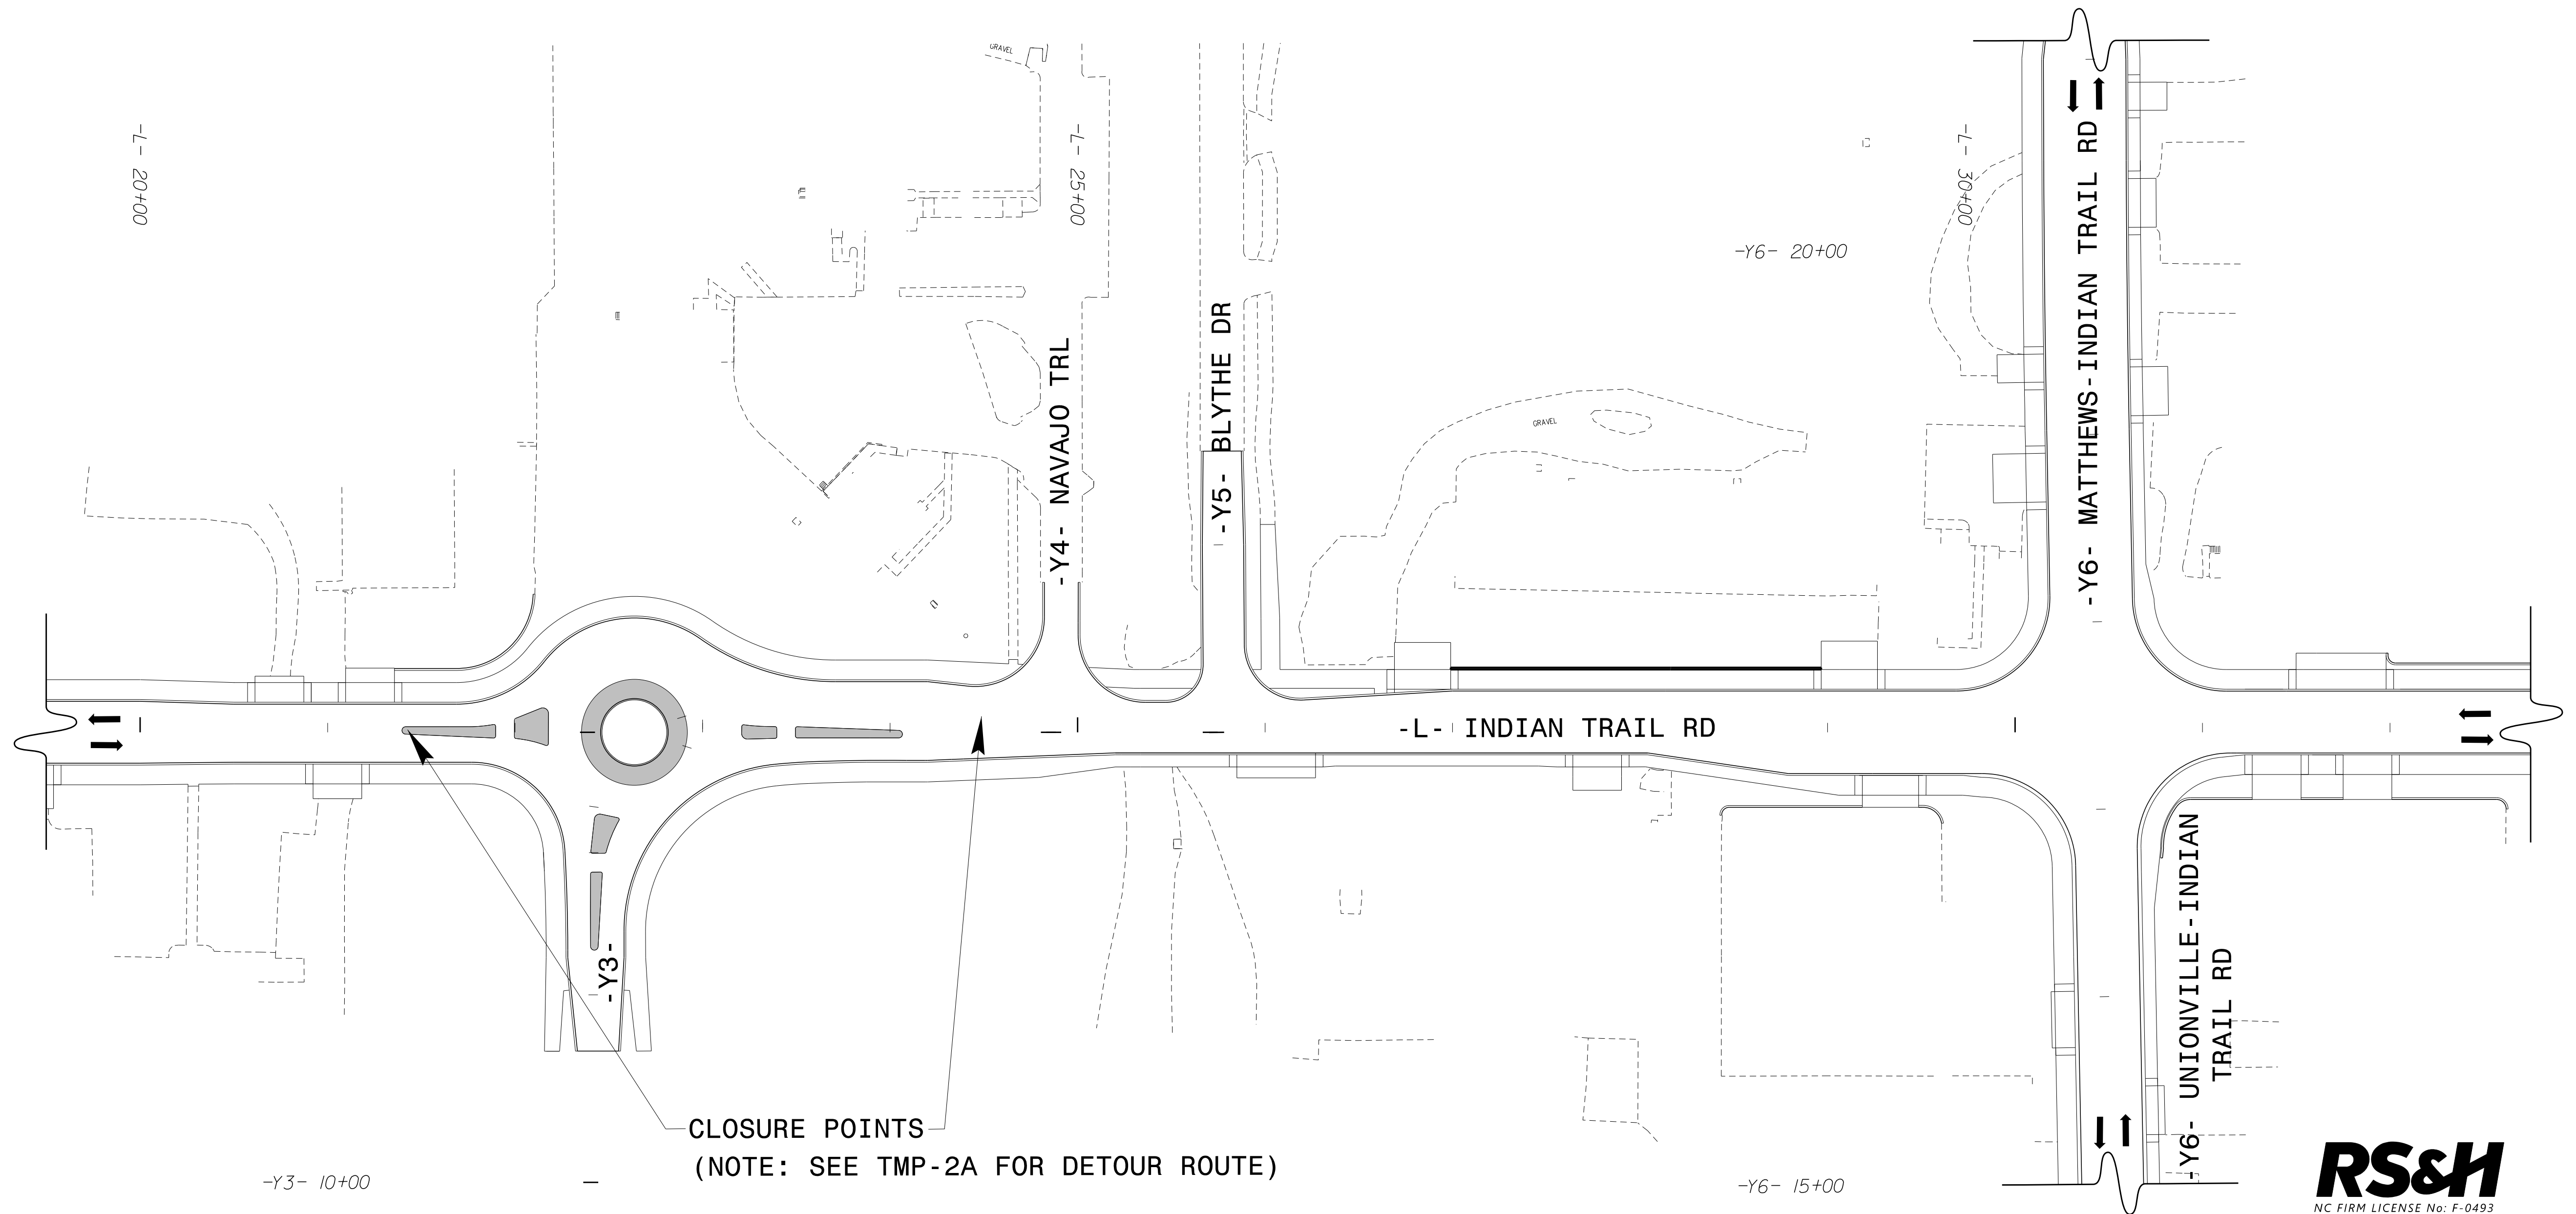 GRAVEL
-L- 20+00
-L- 25+00
-L- 30+00
-Y6- 20+00
-Y6- MATTHEWS-INDIAN TRAIL RD
-Y5- BLYTHE DR
-Y4- NAVAJO TRL
GRAVEL
-L- INDIAN TRAIL RD
-Y3-
-Y6- UNIONVILLE-INDIAN
TRAIL RD
CLOSURE POINTS
(NOTE: SEE TMP-2A FOR DETOUR ROUTE)
-Y3- 10+00
-Y6- 15+00
RS&H
NC FIRM LICENSE No: F-0493